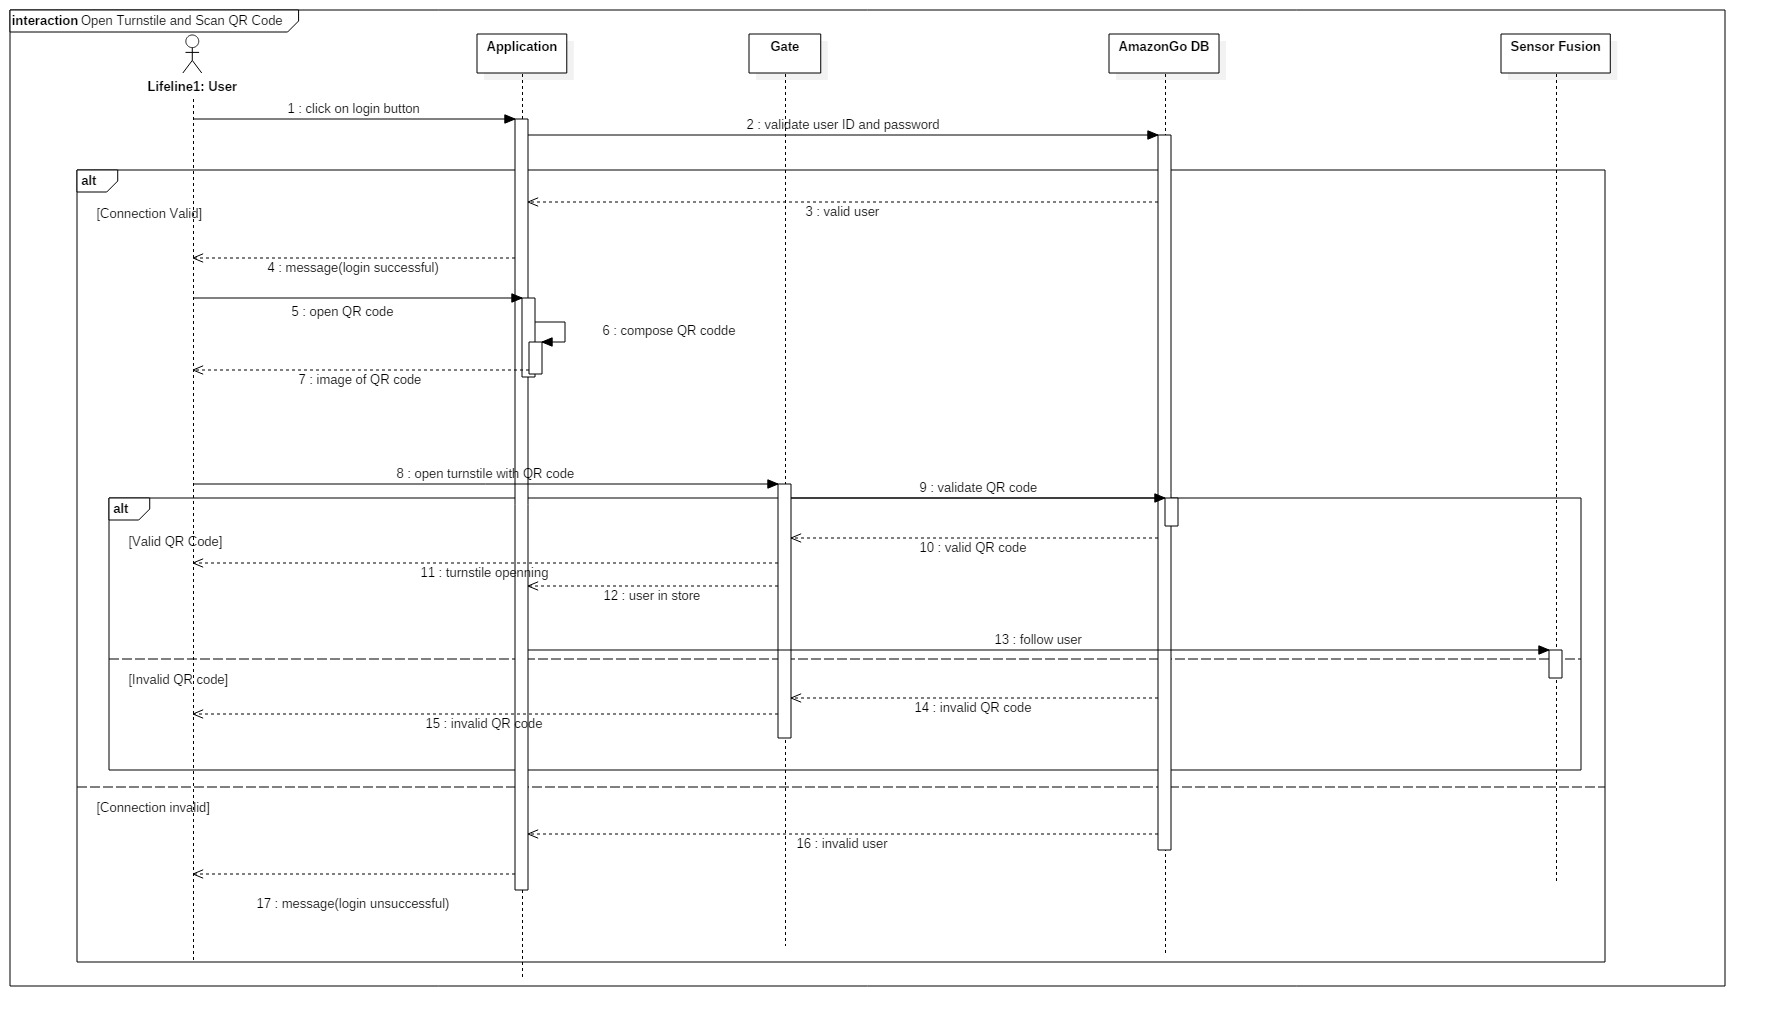 interaction Open Turnstile and Scan QR Code
Lifeline1: User
Application
Gate
AmazonGo DB
Sensor Fusion
1 : click on login button
2 : validate user ID and password
alt
[Connection Valid]
3 : valid user
4 : message(login successful)
5 : open QR code
6 : compose QR codde
7 : image of QR code
8 : open turnstile with QR code
9 : validate QR code
alt
[Valid QR Code]
10 : valid QR code
11 : turnstile openning
12 : user in store
13 : follow user
[Invalid QR code]
14 : invalid QR code
15 : invalid QR code
[Connection invalid]
16 : invalid user
17 : message(login unsuccessful)